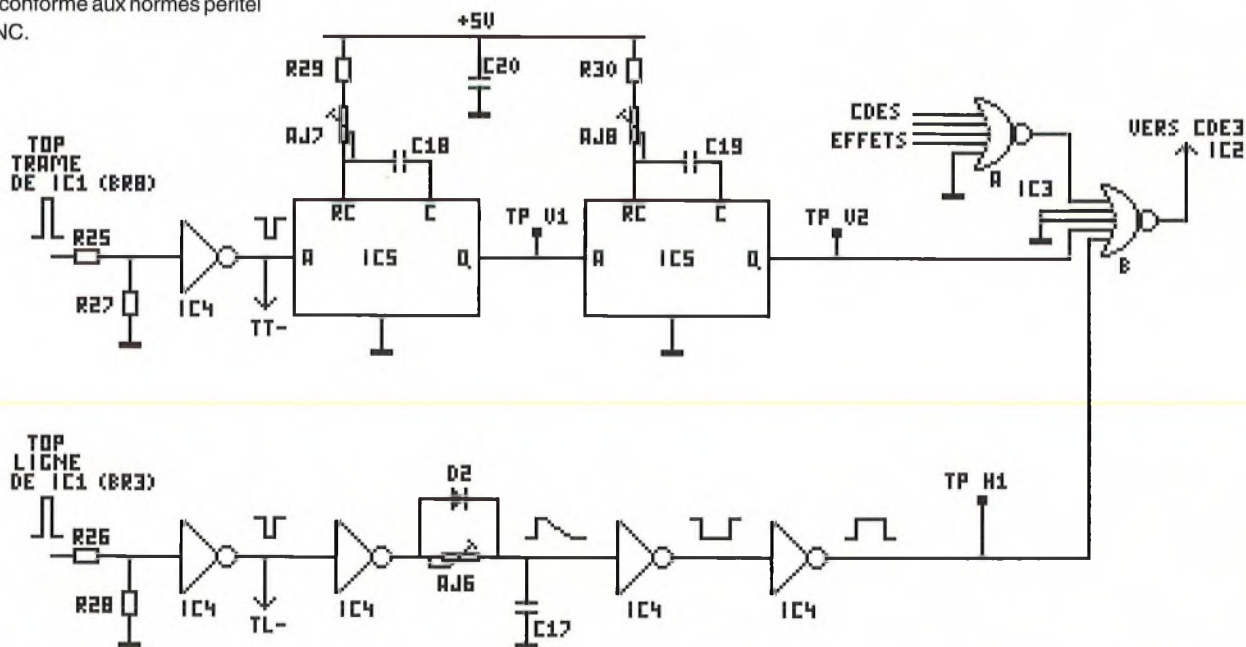 conforme aux normes péritel
NC.
+5V
R29
C20
R30
AJ7
C18
AJ8
C19
CDES
EFFETS
A
IC3
VERS CDE3
IC2
B
TOP
TRAME
DE IC1 (BR8)
R25
R27
IC4
TT-
RC
C
A
IC5
Q
TP V1
RC
C
A
IC5
Q
TP V2
TOP
LIGNE
DE IC1 (BR3)
R26
R28
IC4
TL-
IC4
D2
AJ6
C17
IC4
IC4
TP H1